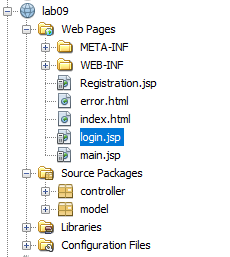 lab09
Web Pages
META-INF
WEB-INF
Registration.jsp
error.html
index.html
login.jsp
main.jsp
Source Packages
controller
model
Libraries
Configuration Files